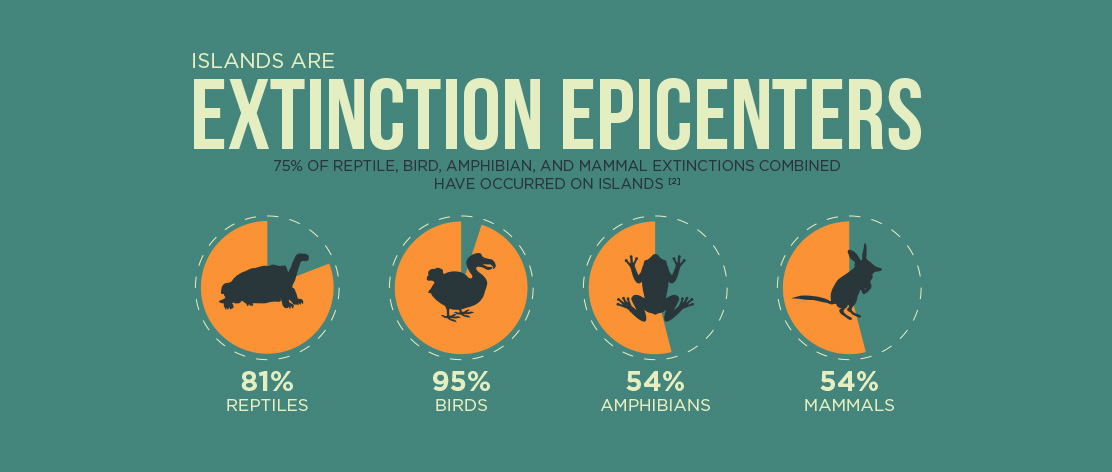 ISLANDS ARE
EXTINCTION EPICENTERS
75% OF REPTILE, BIRD, AMPHIBIAN, AND MAMMAL EXTINCTIONS COMBINED
HAVE OCCURRED ON ISLANDS [2]
81%
REPTILES
95%
BIRDS
54%
AMPHIBIANS
54%
MAMMALS